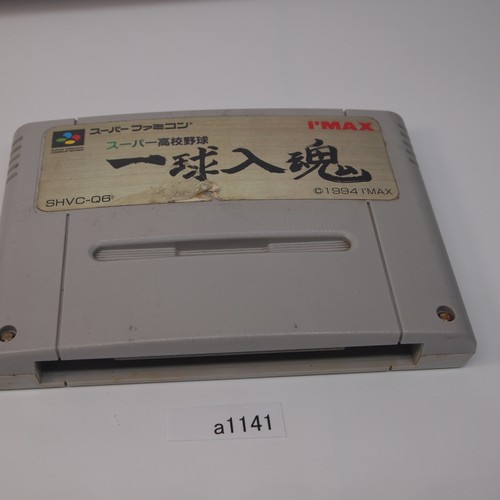 スーパーファミコン
I'MAX
スーパー高校野球
一球入魂
SHVC-Q6
©1994 I'MAX
a1141